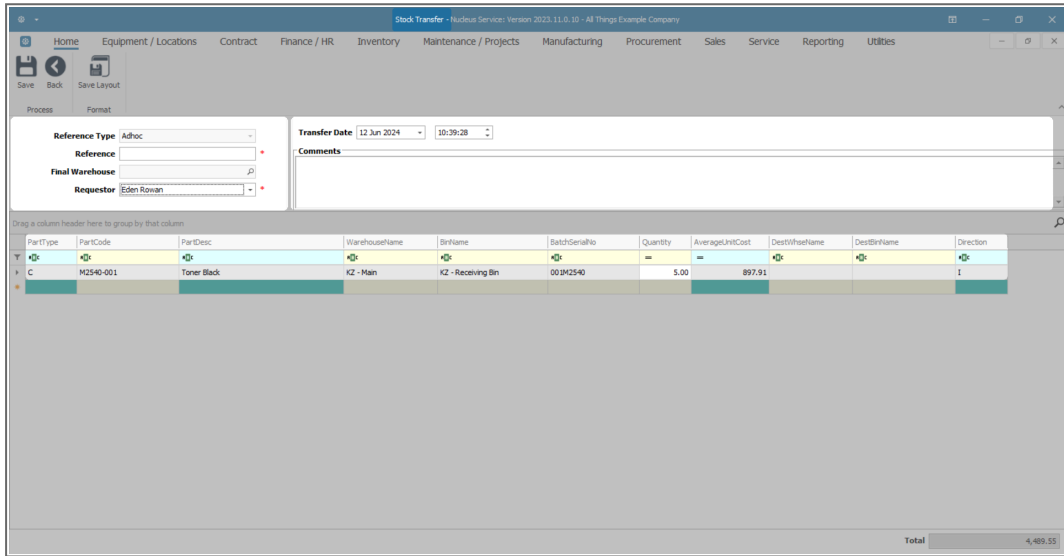 Stock Transfer - Nucleus Service: Version 2023.11.0.10 - All Things Example Company
Home Equipment / Locations Contract Finance / HR Inventory Maintenance / Projects Manufacturing Procurement Sales Service Reporting Utilities
Save Back Save Layout
Process Format
Reference Type Adhoc
Reference *
Final Warehouse
Requestor Eden Rowan *
Transfer Date 12 Jun 2024 10:39:28
Comments
Drag a column header here to group by that column
PartType PartCode PartDesc WarehouseName BinName BatchSerialNo Quantity AverageUnitCost DestWhseName DestBinName Direction
= =
C M2540-001 Toner Black KZ - Main KZ - Receiving Bin 001M2540 5.00 897.91 I
Total 4,489.55